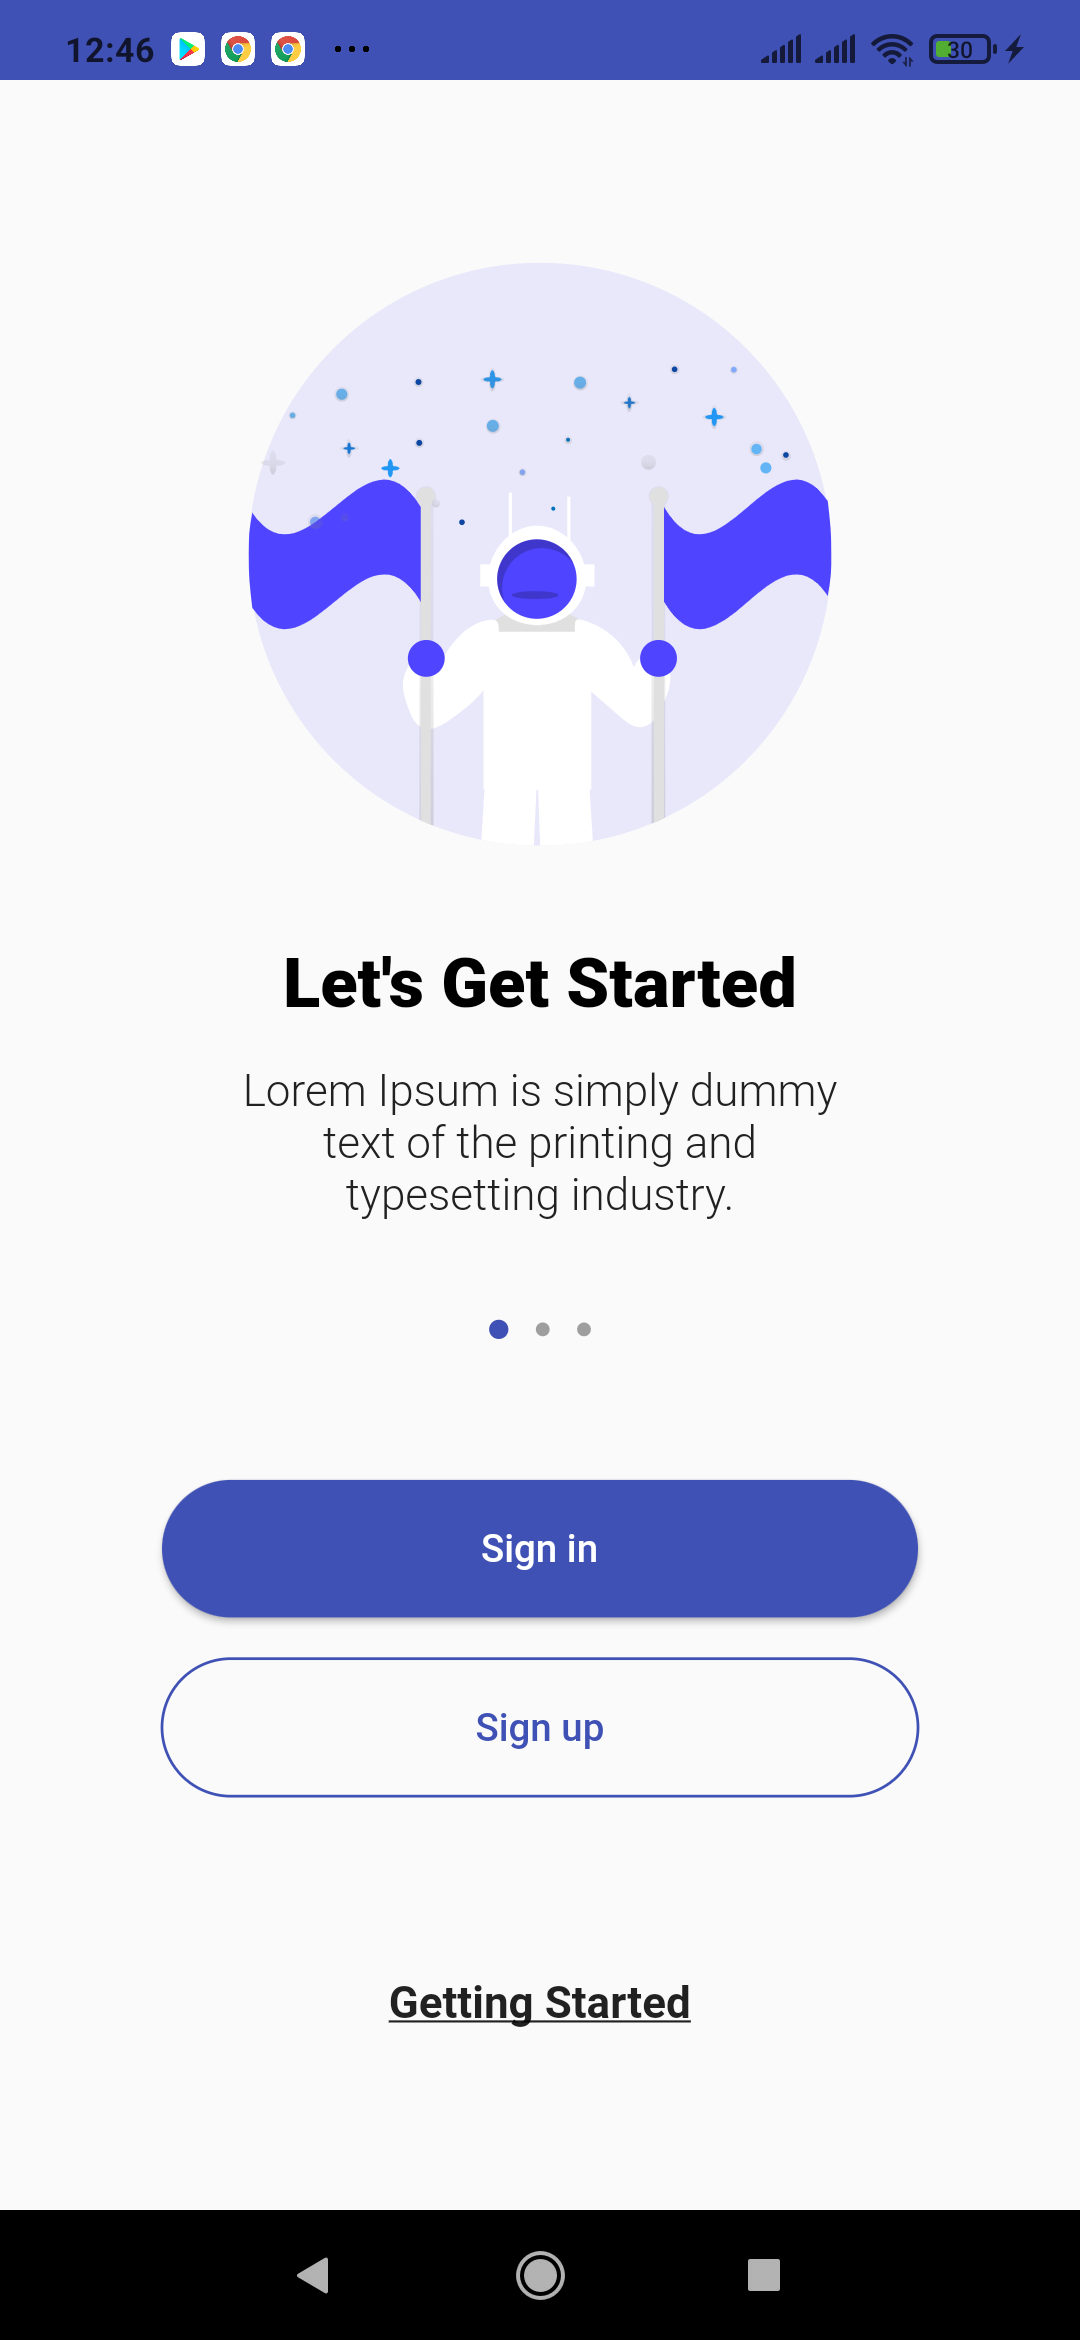 12:46
30
Let's Get Started
Lorem Ipsum is simply dummy
text of the printing and
typesetting industry.
Sign in
Sign up
Getting Started